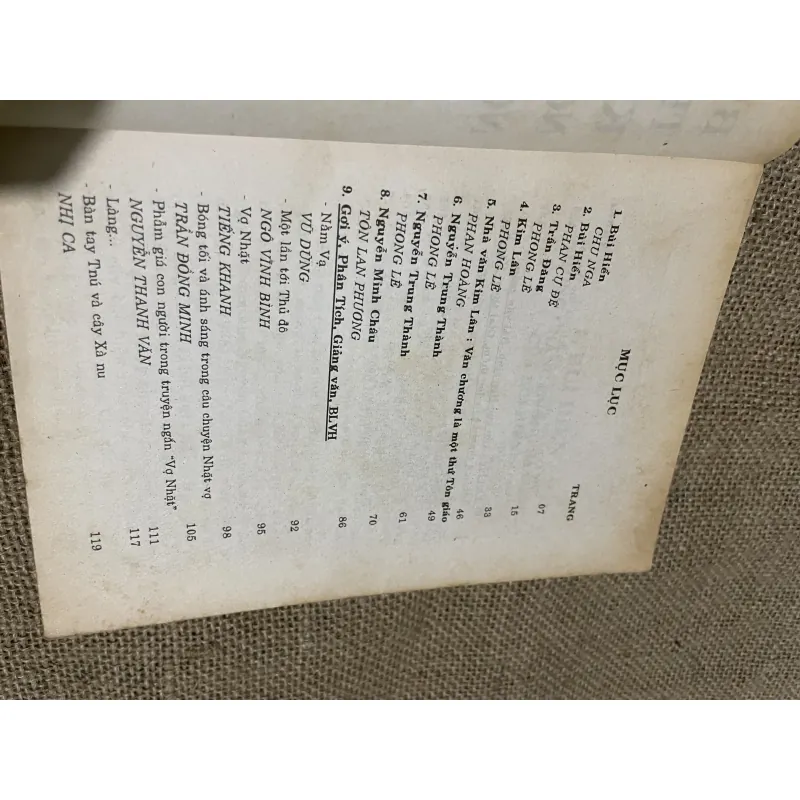 MỤC LỤC
TRANG
1. Bùi Hiển 07
CHU NGA
2. Bùi Hiển 15
PHAN CỰ ĐỆ
3. Trần Đăng 33
PHONG LÊ
4. Kim Lân 46
PHONG LÊ
5. Nhà văn Kim Lân : Văn chương là một thứ Tôn giáo 49
PHAN HOÀNG
6. Nguyễn Trung Thành 61
PHONG LÊ
7. Nguyễn Trung Thành 70
PHONG LÊ
8. Nguyễn Minh Châu 86
TÔN LAN PHƯƠNG
9. Gợi ý, Phân Tích, Giảng văn, BLVH
- Nằm Vạ 92
VŨ DŨNG
- Một lần tới Thủ đô 95
NGÔ VĨNH BÌNH
- Vợ Nhặt 98
TIẾNG KHANH
- Bóng tối và ánh sáng trong câu chuyện Nhặt vợ 105
TRẦN ĐỒNG MINH
- Phẩm giá con người trong truyện ngắn "Vợ Nhặt" 111
NGUYỄN THANH VÂN
- Làng... 117
- Bàn tay Tnú và cây Xà nu 119
NHỊ CA